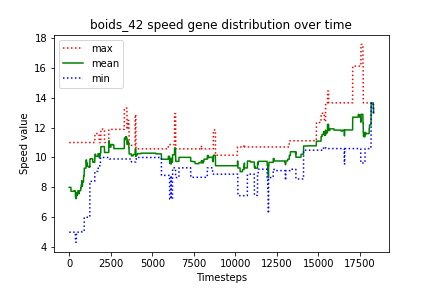 boids_42 speed gene distribution over time
18
16
14
12
10
8
6
4
Speed value
max
mean
min
0 2500 5000 7500 10000 12500 15000 17500
Timesteps